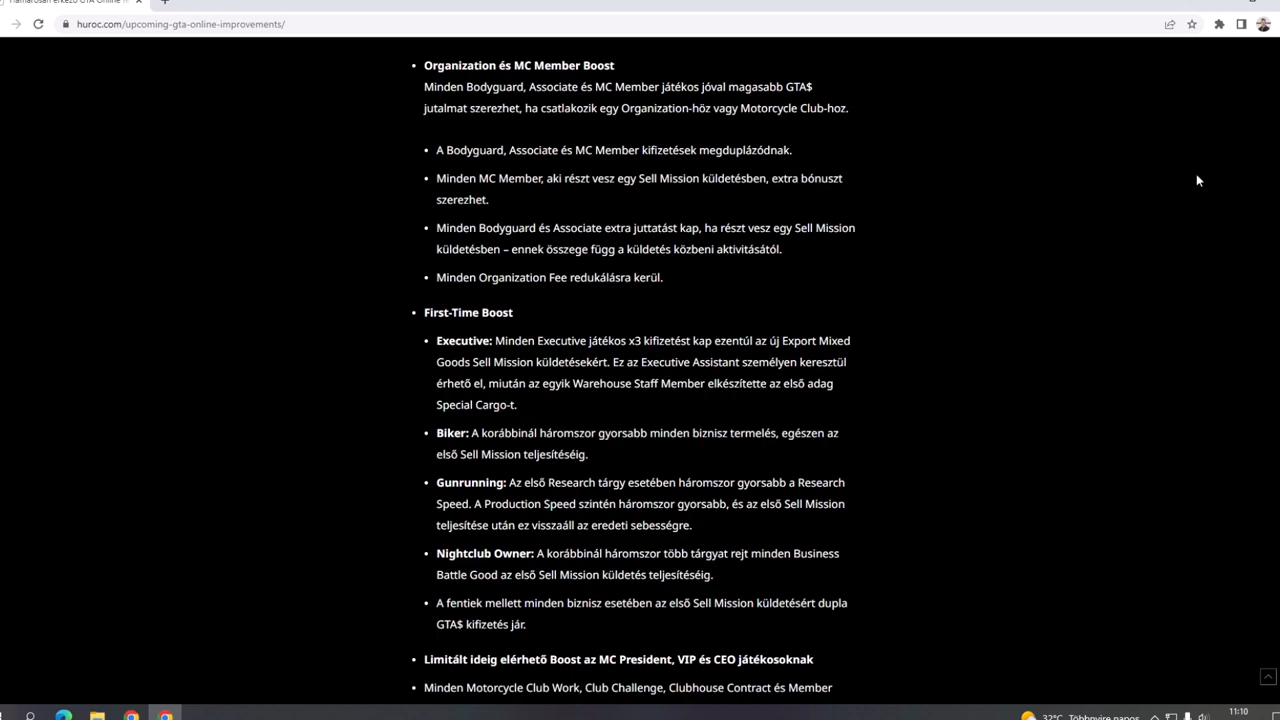 huroc.com/upcoming-gta-online-improvements/
Organization és MC Member Boost
Minden Bodyguard, Associate és MC Member játékos jóval magasabb GTA$
jutalmat szerezhet, ha csatlakozik egy Organization-höz vagy Motorcycle Club-hoz.
A Bodyguard, Associate és MC Member kifizetések megduplázódnak.
Minden MC Member, aki részt vesz egy Sell Mission küldetésben, extra bónuszt
szerezhet.
Minden Bodyguard és Associate extra juttatást kap, ha részt vesz egy Sell Mission
küldetésben – ennek összege függ a küldetés közbeni aktivitásától.
Minden Organization Fee redukálásra kerül.
First-Time Boost
Executive: Minden Executive játékos x3 kifizetést kap ezentúl az új Export Mixed
Goods Sell Mission küldetésekért. Ez az Executive Assistant személyen keresztül
érhető el, miután az egyik Warehouse Staff Member elkészítette az első adag
Special Cargo-t.
Biker: A korábbinál háromszor gyorsabb minden biznisz termelés, egészen az
első Sell Mission teljesítéséig.
Gunrunning: Az első Research tárgy esetében háromszor gyorsabb a Research
Speed. A Production Speed szintén háromszor gyorsabb, és az első Sell Mission
teljesítése után ez visszaáll az eredeti sebességre.
Nightclub Owner: A korábbinál háromszor több tárgyat rejt minden Business
Battle Good az első Sell Mission küldetés teljesítéséig.
A fentiek mellett minden biznisz esetében az első Sell Mission küldetésért dupla
GTA$ kifizetés jár.
Limitált ideig elérhető Boost az MC President, VIP és CEO játékosoknak
Minden Motorcycle Club Work, Club Challenge, Clubhouse Contract és Member
32°C Többnyire napos
11:10